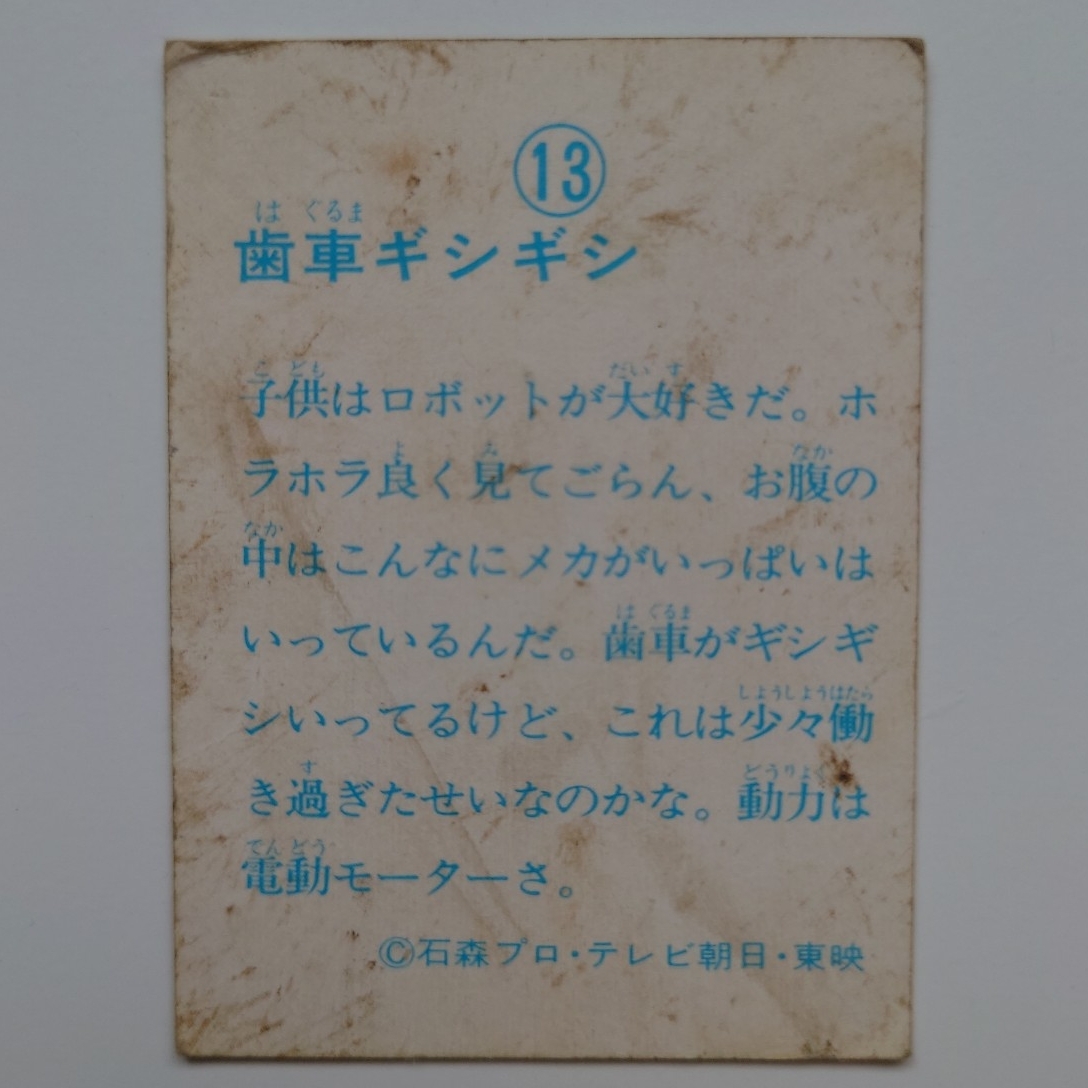 13
は ぐるま
歯車ギシギシ
こ ども だい す
子供はロボットが大好きだ。ホ
よ み なか
ラホラ良く見てごらん、お腹の
なか
中はこんなにメカがいっぱいは
は ぐるま
いっているんだ。歯車がギシギ
しょうしょうはたら
シいってるけど、これは少々働
す どうりょく
き過ぎたせいなのかな。動力は
でんどう
電動モーターさ。
©石森プロ・テレビ朝日・東映